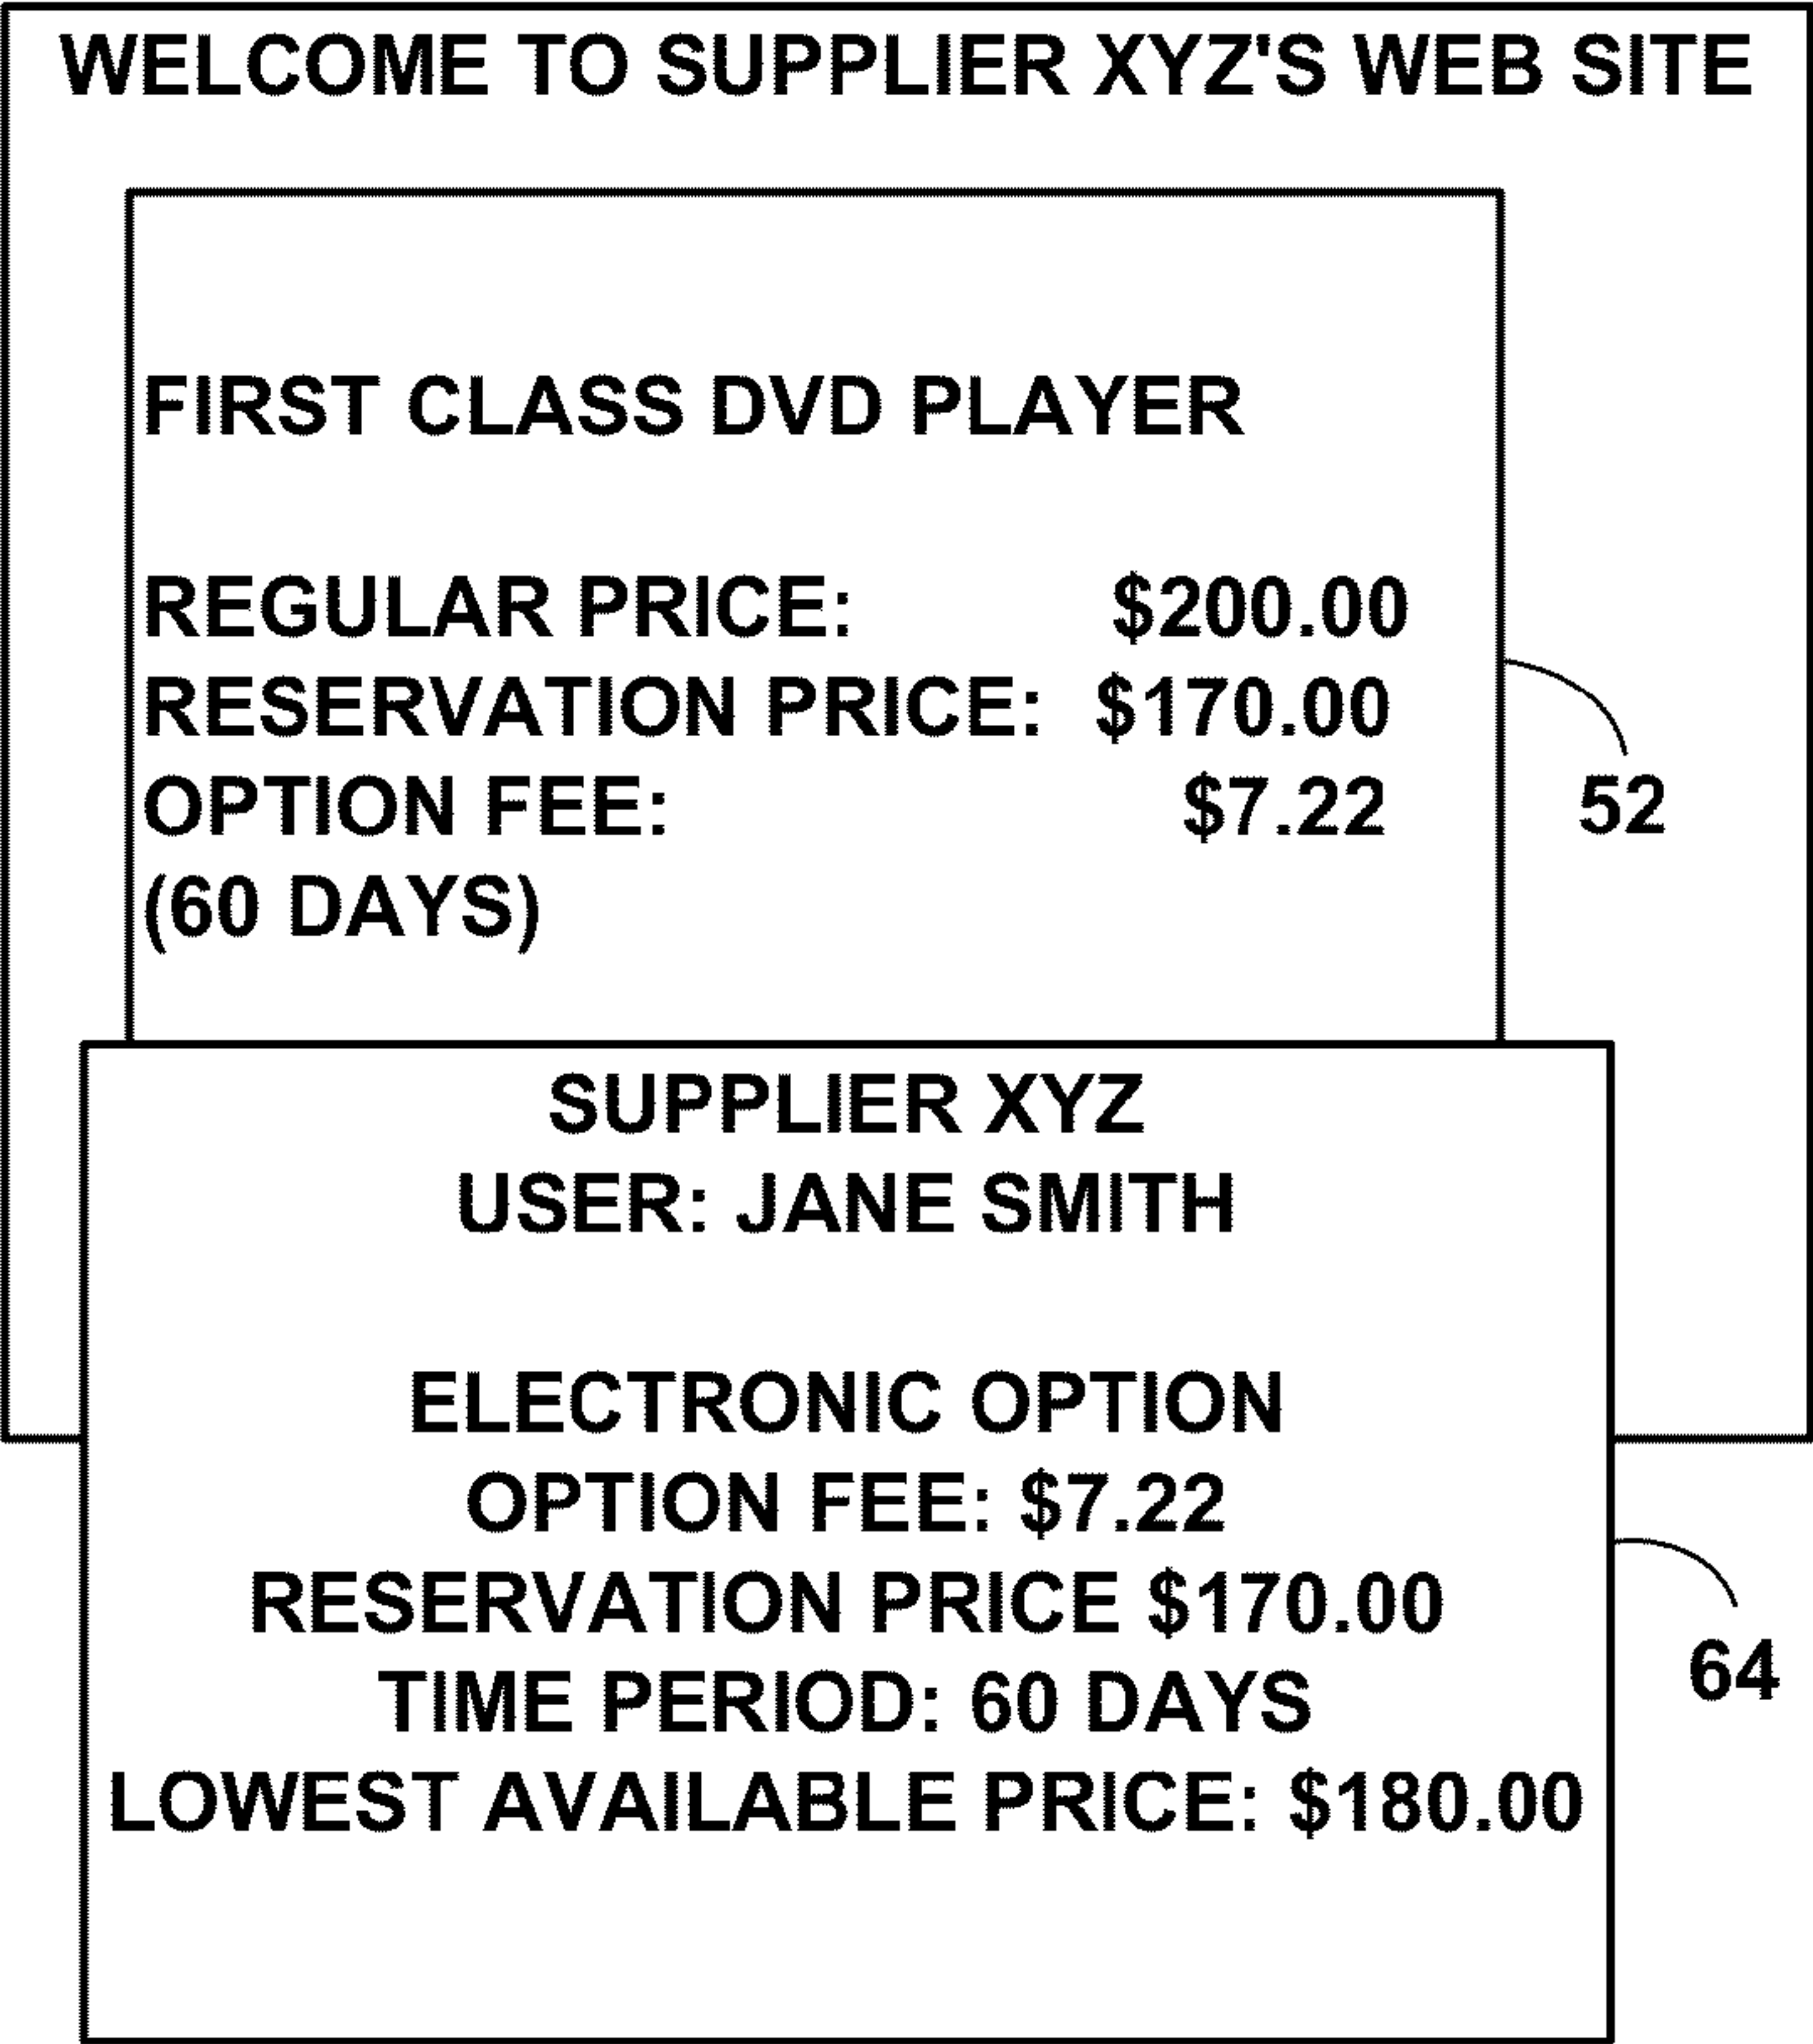 WELCOME TO SUPPLIER XYZ'S WEB SITE
FIRST CLASS DVD PLAYER
REGULAR PRICE: $200.00
RESERVATION PRICE: $170.00
OPTION FEE: $7.22
(60 DAYS)
52
SUPPLIER XYZ
USER: JANE SMITH
ELECTRONIC OPTION
OPTION FEE: $7.22
RESERVATION PRICE $170.00
TIME PERIOD: 60 DAYS
LOWEST AVAILABLE PRICE: $180.00
64